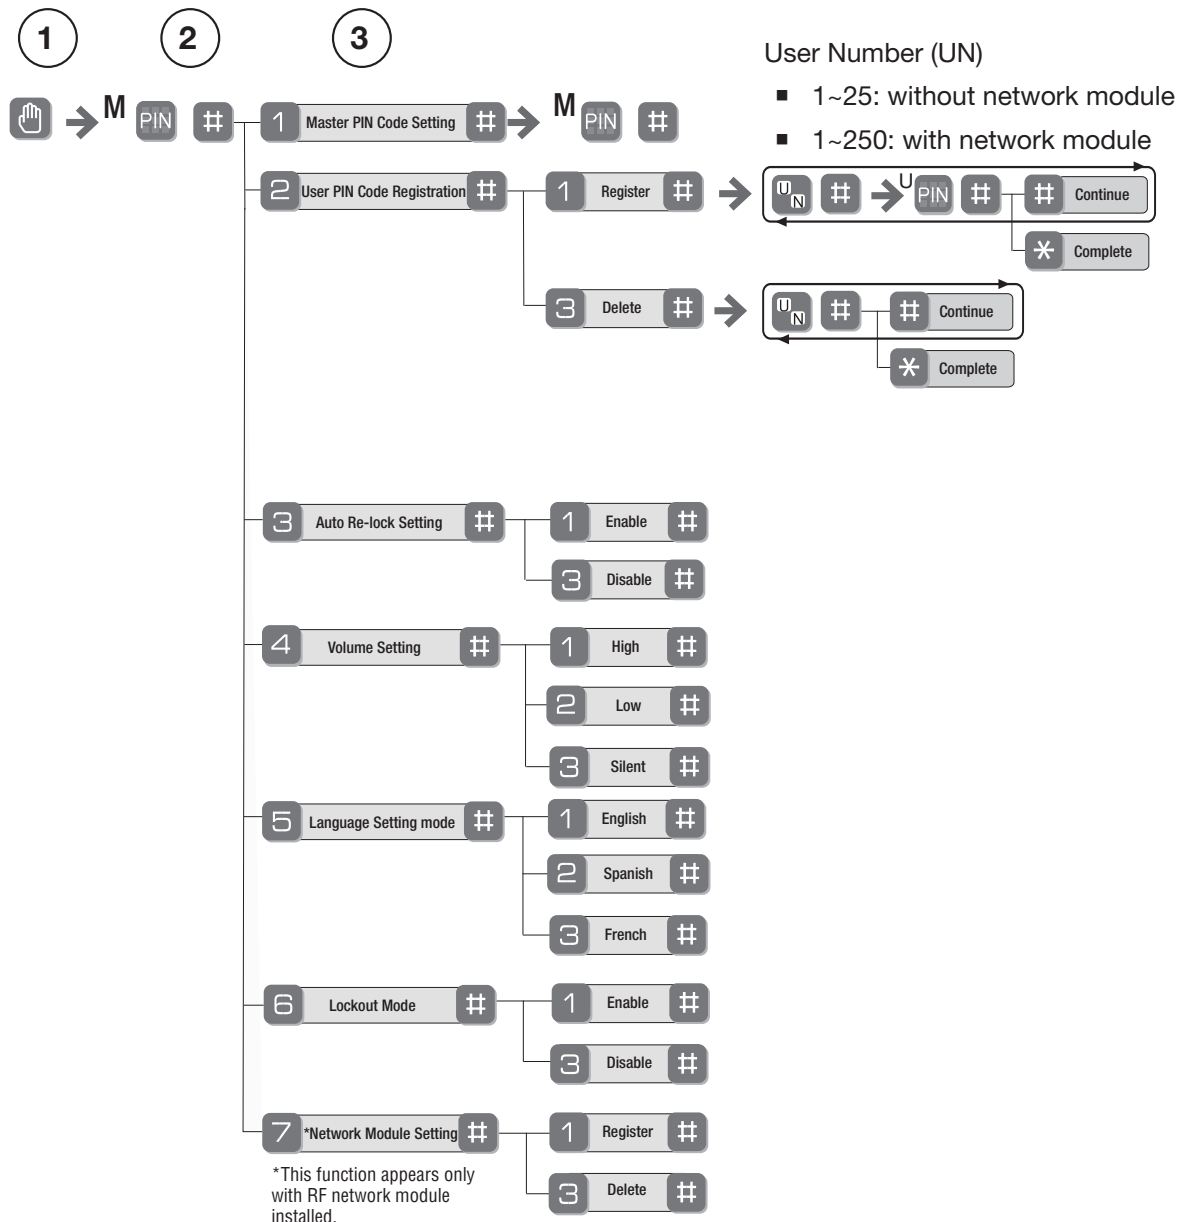 1 2 3
User Number (UN)
■ 1~25: without network module
■ 1~250: with network module
M PIN # 1 Master PIN Code Setting # M PIN #
2 User PIN Code Registration # 1 Register # UN # U PIN # # Continue
* Complete
3 Delete # UN # # Continue
* Complete
3 Auto Re-lock Setting # 1 Enable #
3 Disable #
4 Volume Setting # 1 High #
2 Low #
3 Silent #
5 Language Setting mode # 1 English #
2 Spanish #
3 French #
6 Lockout Mode # 1 Enable #
3 Disable #
7 *Network Module Setting # 1 Register #
*This function appears only
with RF network module
installed.
3 Delete #